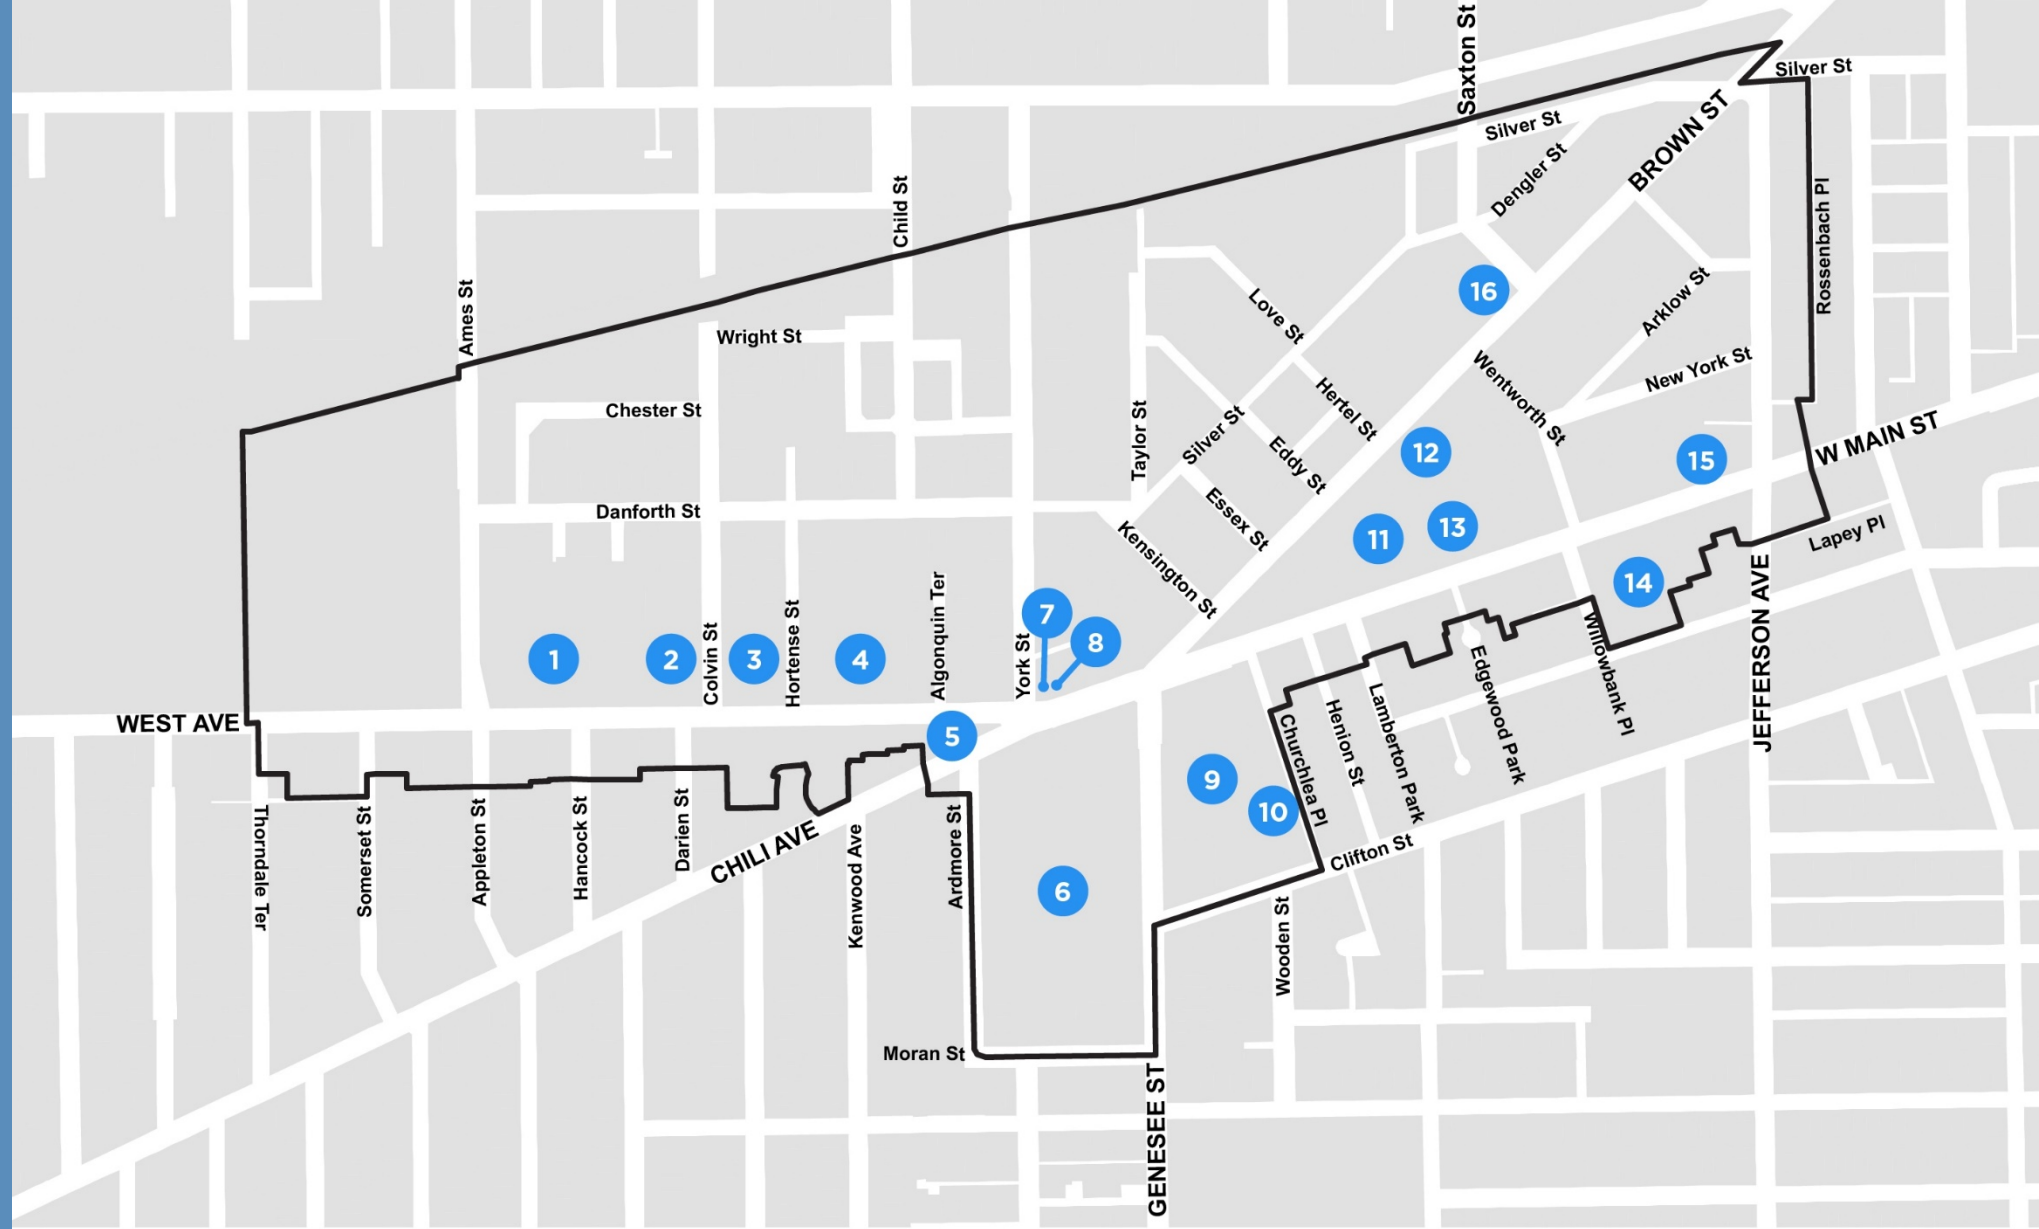 Saxton St
Silver St
Silver St
BROWN ST
Dengler St
Rossenbach Pl
Child St
Ames St
16
Love St
Arklow St
Wright St
New York St
Wentworth St
Hertel St
Chester St
Taylor St
Silver St
Eddy St
12
15
W MAIN ST
Danforth St
Essex St
11
13
Lapey Pl
Kensington St
14
Algonquin Ter
7
8
York St
1
2
Colvin St
3
Hortense St
4
JEFFERSON AVE
Willowbank Pl
Edgewood Park
Lamberton Park
Henion St
Churchlea Pl
WEST AVE
5
9
10
Thorndale Ter
Somerset St
Appleton St
Hancock St
Darien St
CHILI AVE
Kenwood Ave
Ardmore St
6
Clifton St
Wooden St
Moran St
GENESEE ST